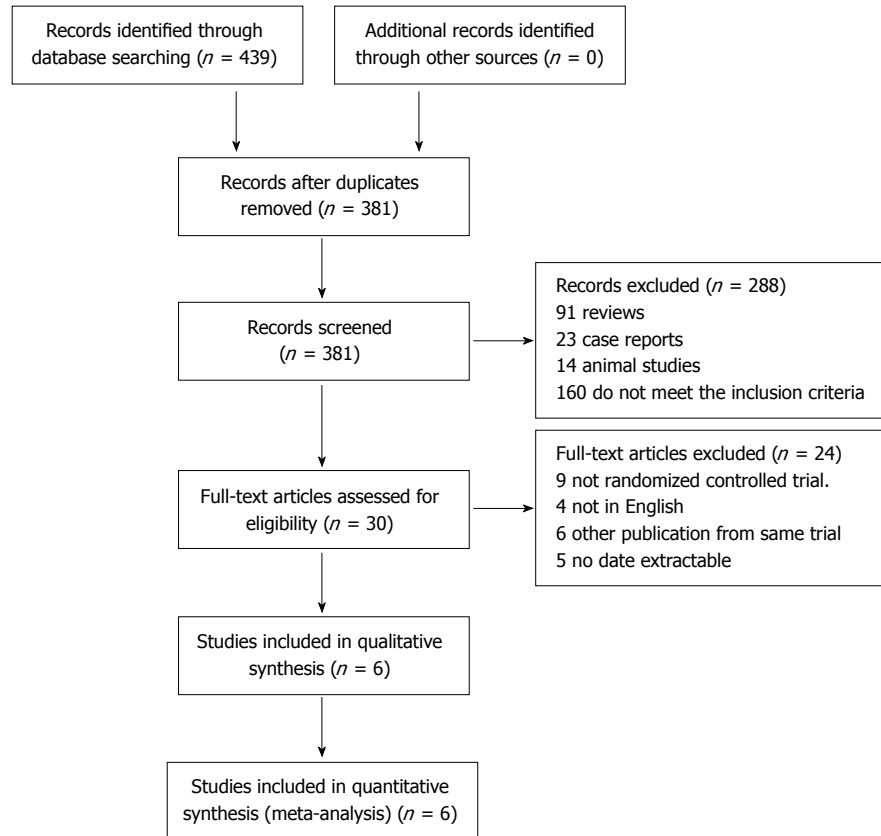 Records identified through
database searching (n = 439)
Additional records identified
through other sources (n = 0)
Records after duplicates
removed (n = 381)
Records screened
(n = 381)
Records excluded (n = 288)
91 reviews
23 case reports
14 animal studies
160 do not meet the inclusion criteria
Full-text articles assessed for
eligibility (n = 30)
Full-text articles excluded (n = 24)
9 not randomized controlled trial.
4 not in English
6 other publication from same trial
5 no date extractable
Studies included in qualitative
synthesis (n = 6)
Studies included in quantitative
synthesis (meta-analysis) (n = 6)